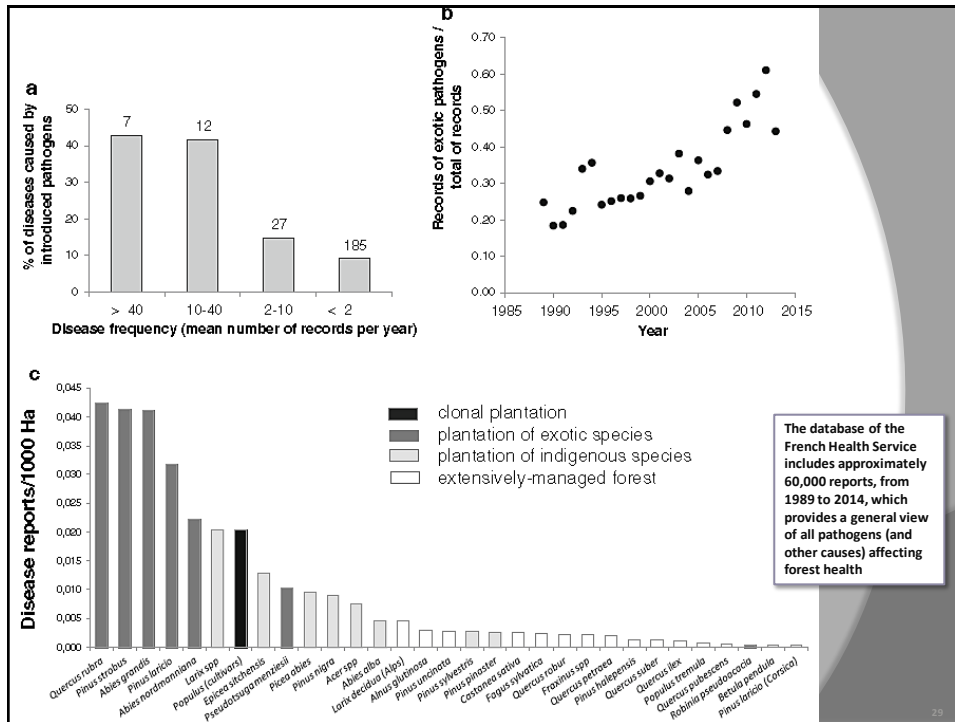 a
% of diseases caused by
introduced pathogens
50
40
30
20
10
0
7
12
27
185
> 40
10-40
2-10
< 2
Disease frequency (mean number of records per year)
b
Records of exotic pathogens /
total of records
0.70
0.60
0.50
0.40
0.30
0.20
0.10
0.00
1985
1990
1995
2000
2005
2010
2015
Year
c
Disease reports/1000 Ha
0,045
0,040
0,035
0,030
0,025
0,020
0,015
0,010
0,005
0,000
clonal plantation
plantation of exotic species
plantation of indigenous species
extensively-managed forest
Quercus rubra
Pinus strobus
Abies grandis
Pinus laricio
Abies nordmanniana
Larix spp
Populus (cultivars)
Epicea sitchensis
Pseudotsuga menziesil
Picea abies
Pinus nigra
Acer spp
Abies alba
Larix decidua (Alps)
Alnus glutinosa
Pinus uncinata
Pinus sylvestris
Pinus pinaster
Castanea sativa
Fagus sylvatica
Quercus robur
Fraxinus spp
Quercus petraea
Pinus halepensis
Quercus suber
Quercus ilex
Populus tremula
Quercus pubescens
Robinia pseudoacacia
Betula pendula
Pinus laricio (Corsica)
The database of the
French Health Service
includes approximately
60,000 reports, from
1989 to 2014, which
provides a general view
of all pathogens (and
other causes) affecting
forest health
29